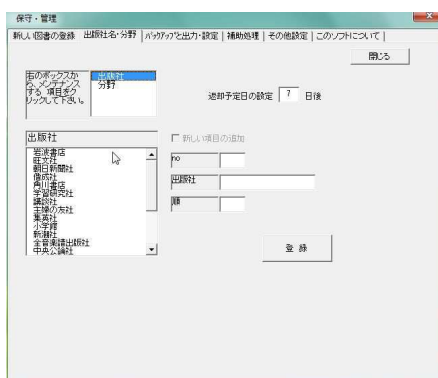 保守・管理
新しい図書の登録 出版社名・分野 バックアップと出力・設定 補助処理 その他設定 このソフトについて
閉じる
右のボックスか
ら、メンテナンス
する 項目をク
リックして下さい。
出版社
分野
返却予定日の設定 7 日後
出版社
新しい項目の追加
岩波書店
旺文社
朝日新聞社
偕成社
角川書店
学習研究社
講談社
主婦の友社
集英社
小学館
新潮社
全音楽譜出版社
中央公論社
no
出版社
順
登録